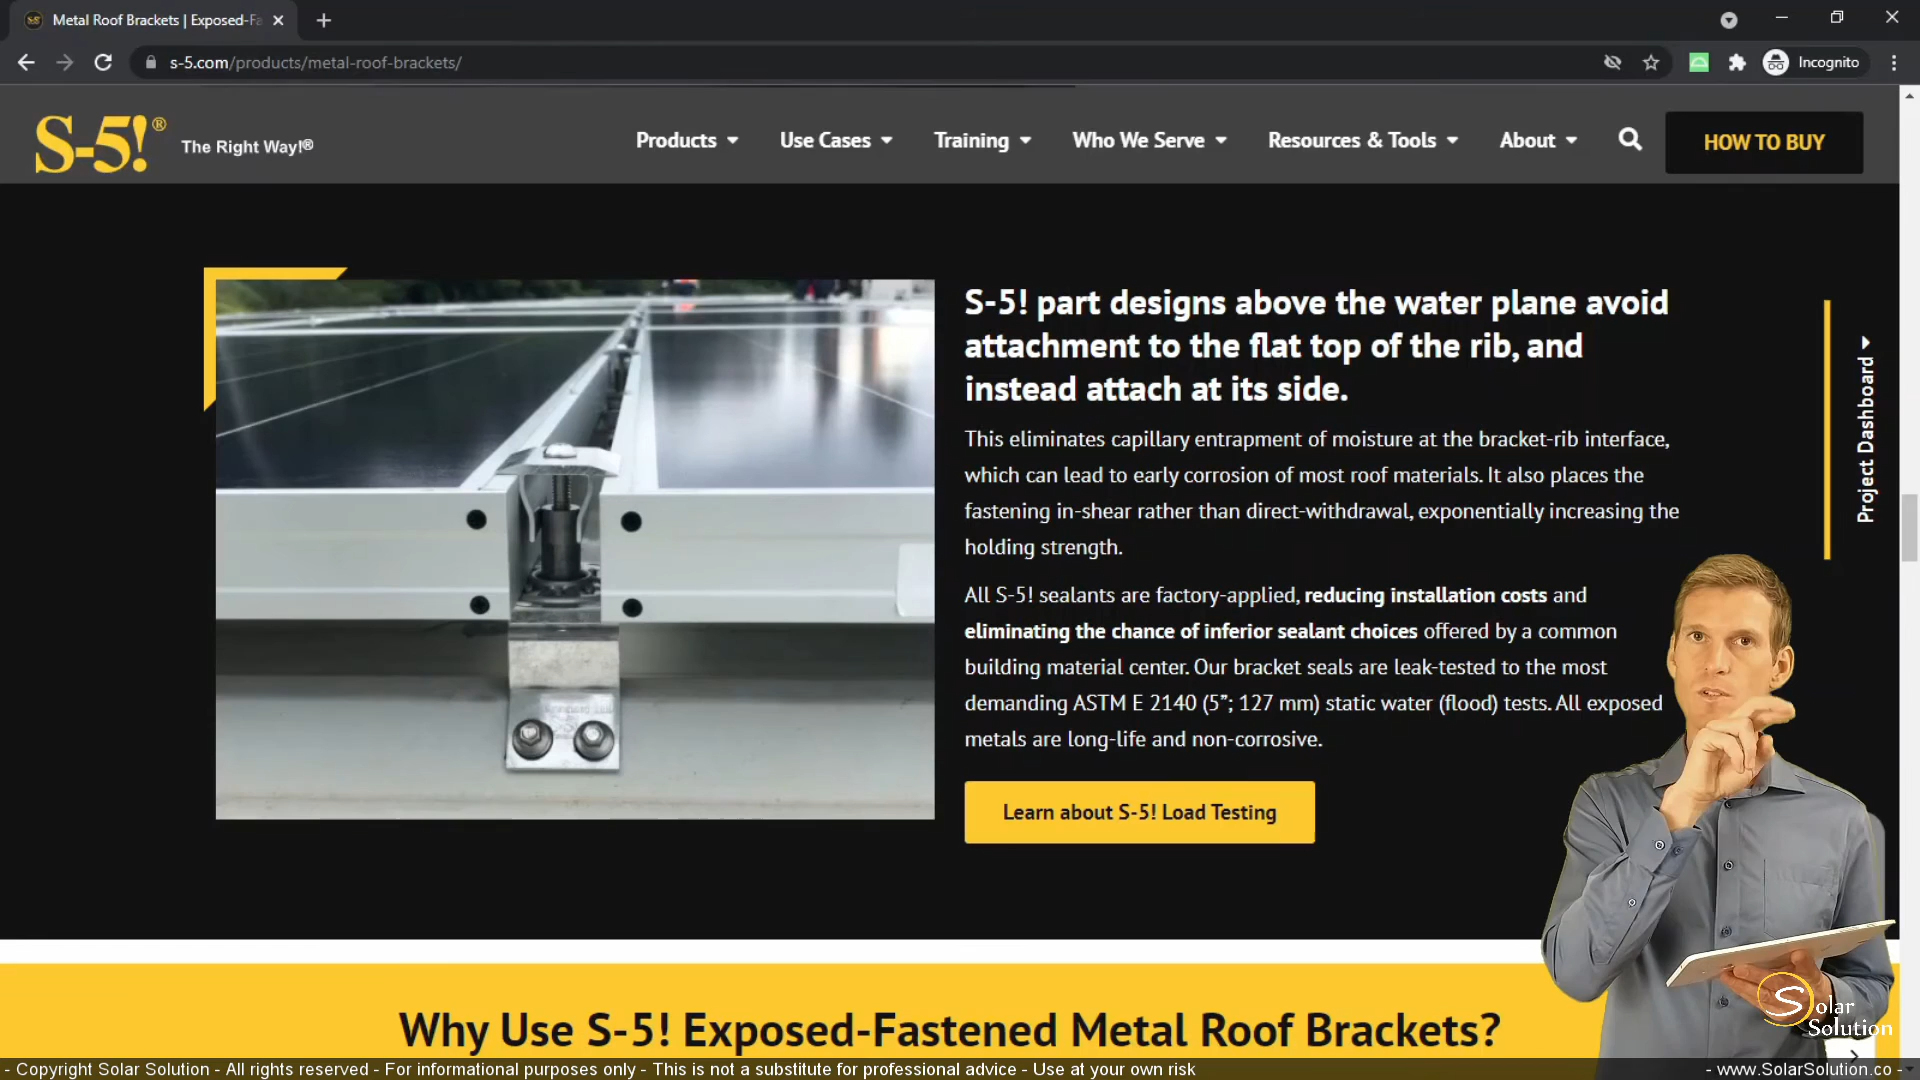 Metal Roof Brackets | Exposed-Fa
s-5.com/products/metal-roof-brackets/
Incognito
S-5!®
The Right Way!®
Products
Use Cases
Training
Who We Serve
Resources & Tools
About
HOW TO BUY
S-5! part designs above the water plane avoid
attachment to the flat top of the rib, and
instead attach at its side.
This eliminates capillary entrapment of moisture at the bracket-rib interface,
which can lead to early corrosion of most roof materials. It also places the
fastening in-shear rather than direct-withdrawal, exponentially increasing the
holding strength.
All S-5! sealants are factory-applied, reducing installation costs and
eliminating the chance of inferior sealant choices offered by a common
building material center. Our bracket seals are leak-tested to the most
demanding ASTM E 2140 (5”; 127 mm) static water (flood) tests. All exposed
metals are long-life and non-corrosive.
Learn about S-5! Load Testing
Project Dashboard
Why Use S-5! Exposed-Fastened Metal Roof Brackets?
Solar
Solution
- Copyright Solar Solution - All rights reserved - For informational purposes only - This is not a substitute for professional advice - Use at your own risk
- www.SolarSolution.co -